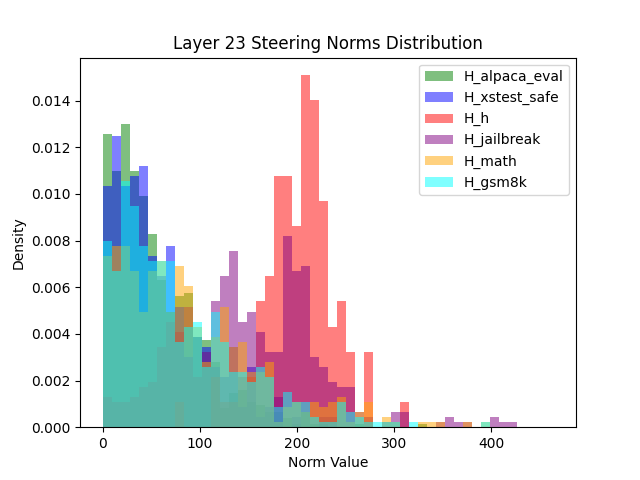 Layer 23 Steering Norms Distribution
H_alpaca_eval
H_xstest_safe
H_h
H_jailbreak
H_math
H_gsm8k
0.014
0.012
0.010
0.008
0.006
0.004
0.002
0.000
Density
0 100 200 300 400
Norm Value